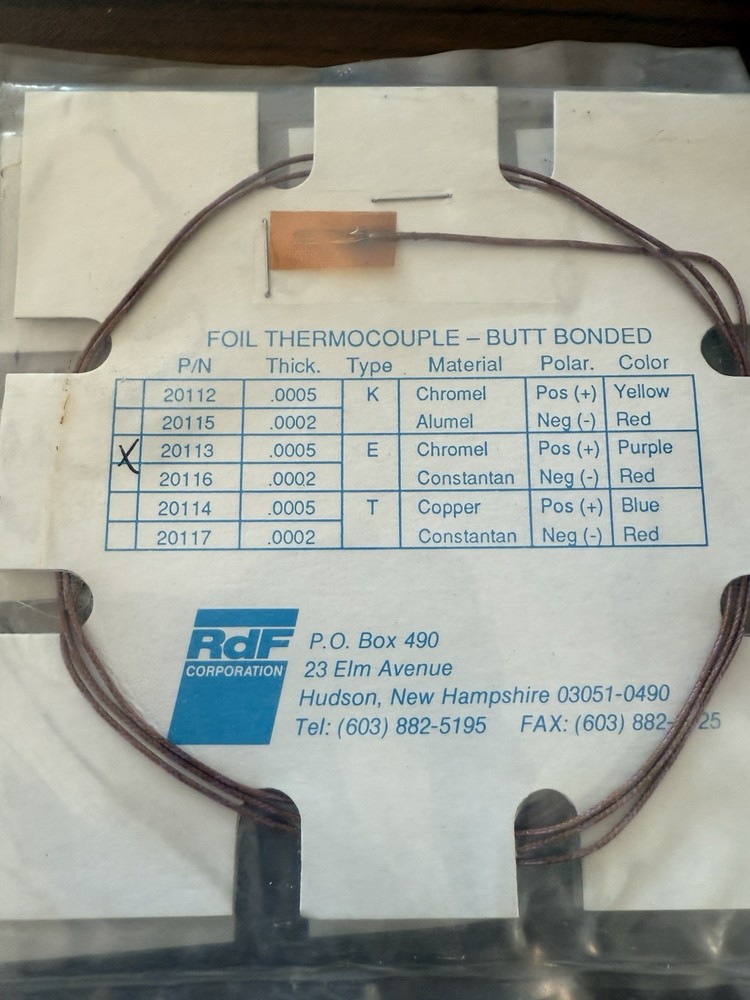 FOIL THERMOCOUPLE – BUTT BONDED
P/N Thick. Type Material Polar. Color
20112 .0005 K Chromel Pos (+) Yellow
20115 .0002 Alumel Neg (-) Red
X 20113 .0005 E Chromel Pos (+) Purple
20116 .0002 Constantan Neg (-) Red
20114 .0005 T Copper Pos (+) Blue
20117 .0002 Constantan Neg (-) Red
RdF
CORPORATION
P.O. Box 490
23 Elm Avenue
Hudson, New Hampshire 03051-0490
Tel: (603) 882-5195 FAX: (603) 882- 25